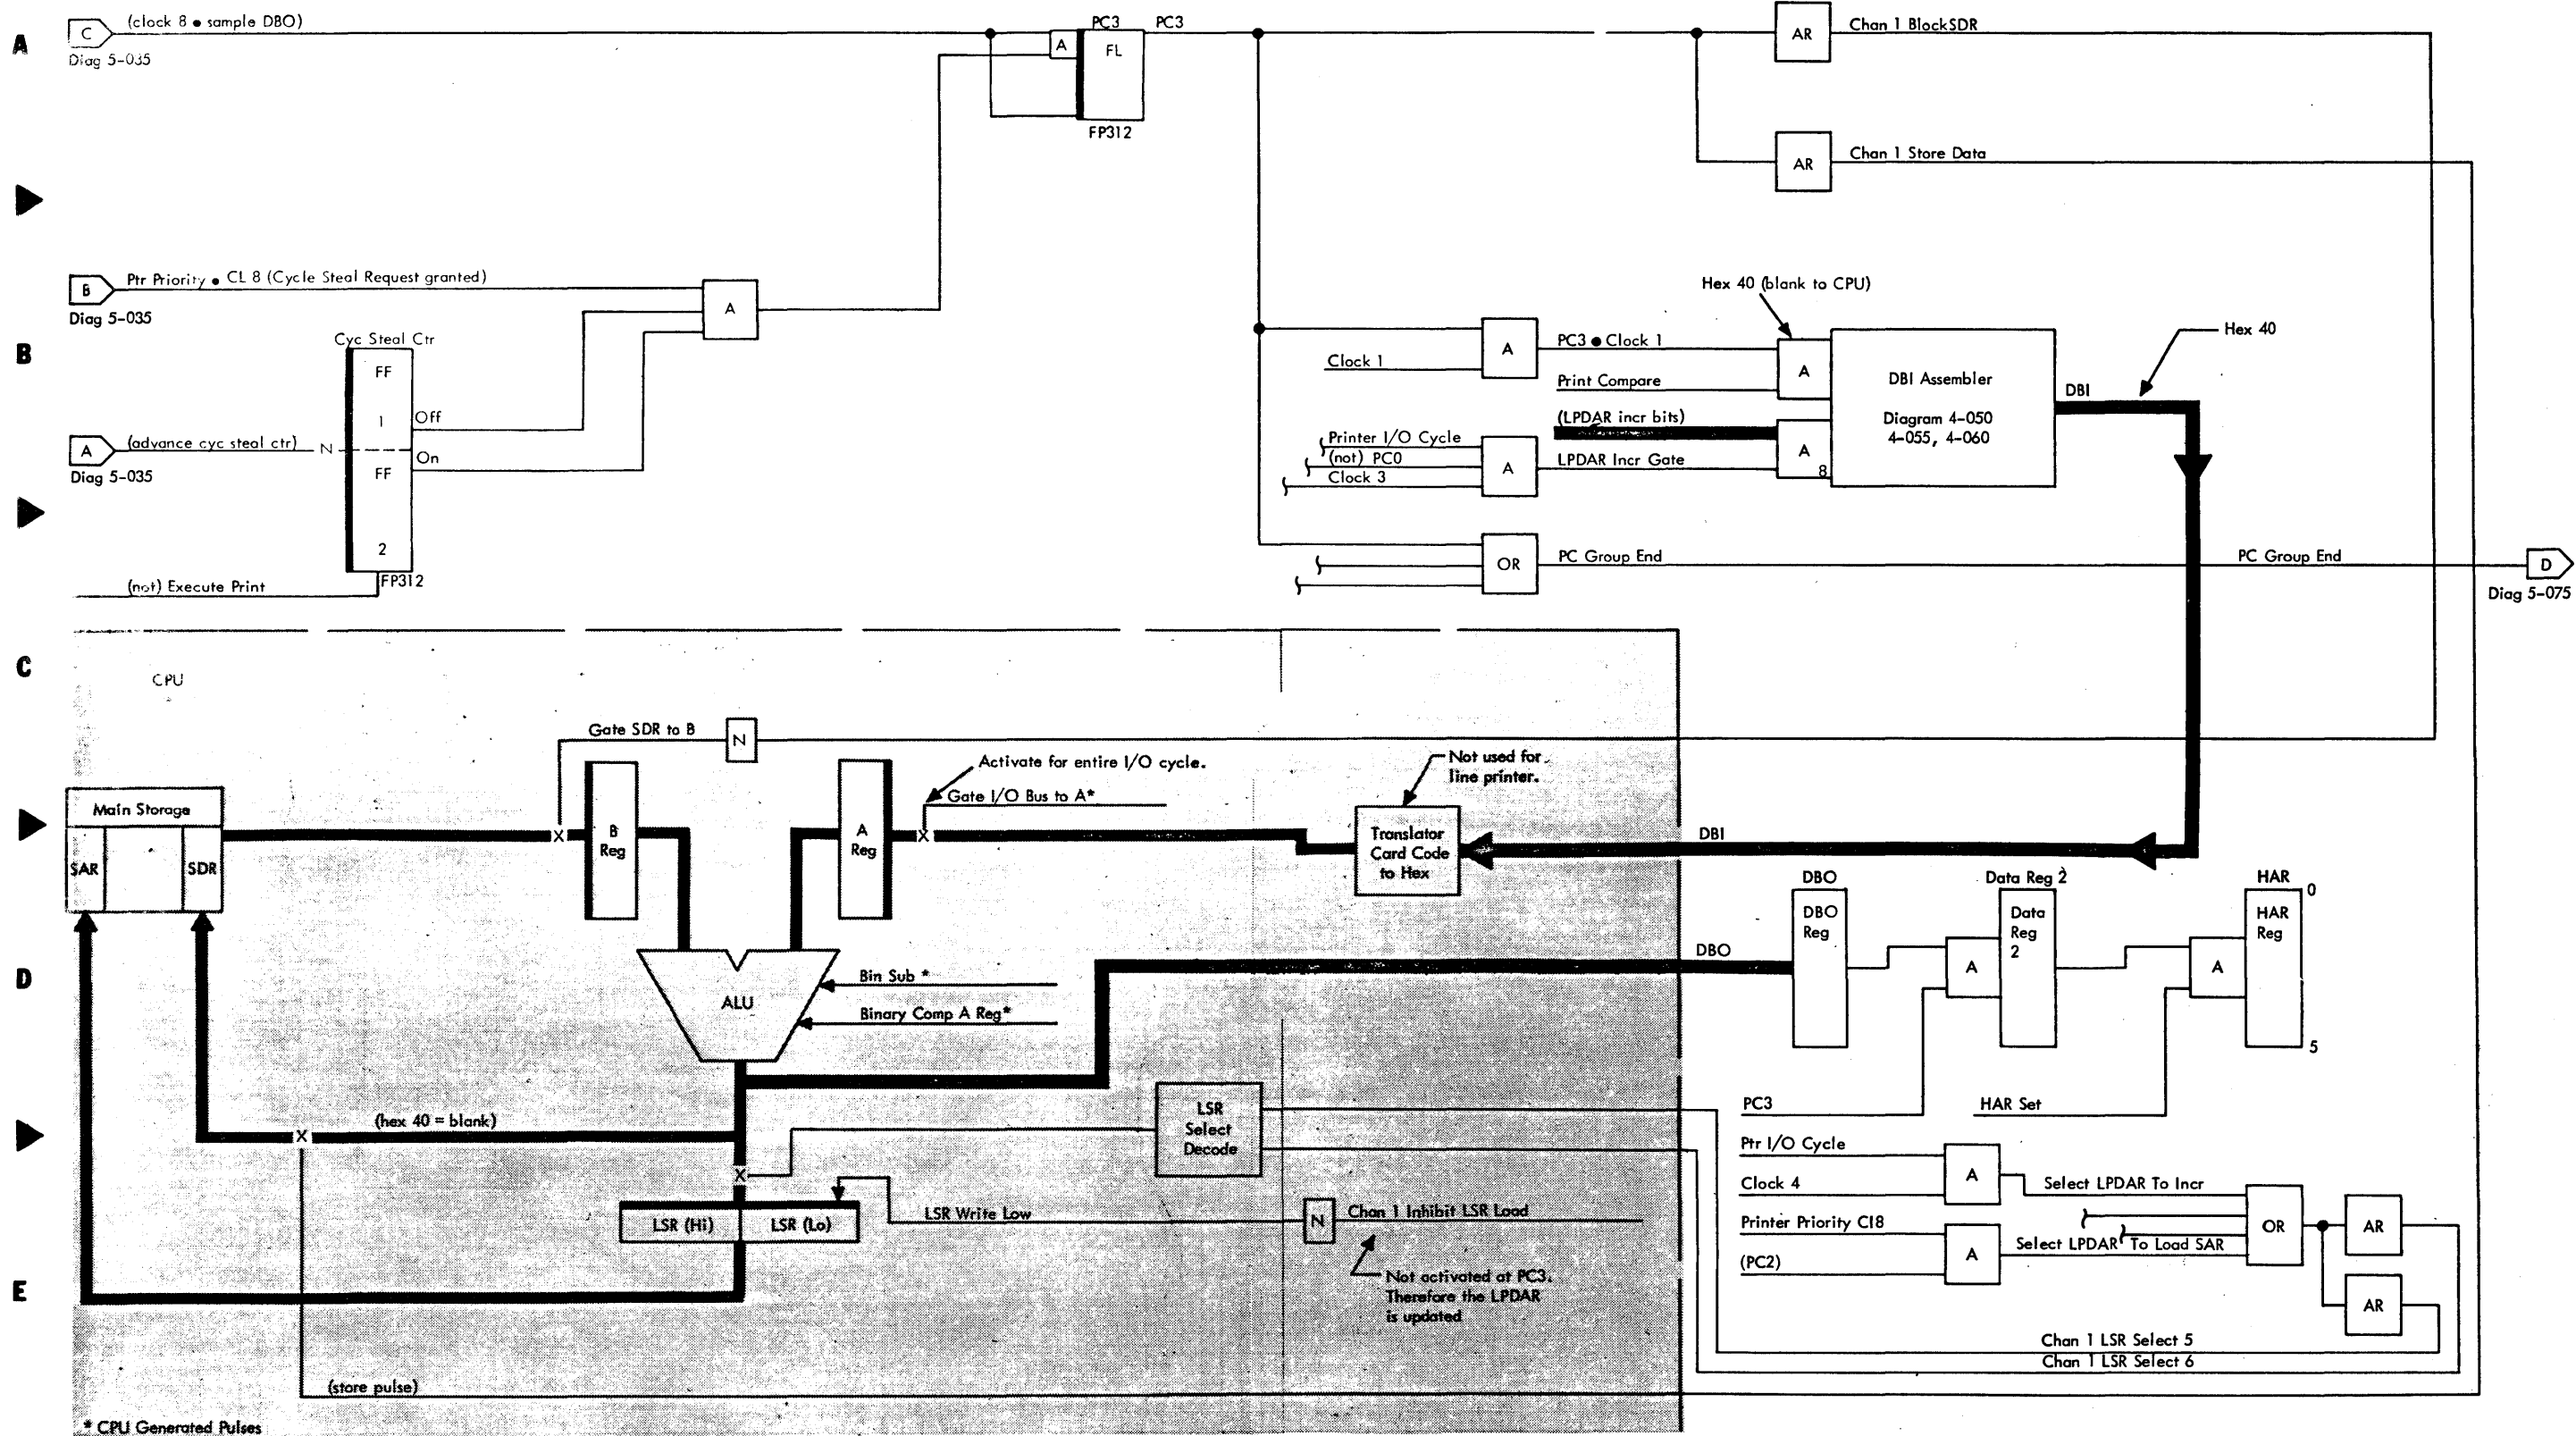 A
C
(clock 8 ● sample DBO)
Diag 5-035
A
PC3
FL
FP312
PC3
AR
Chan 1 BlockSDR
AR
Chan 1 Store Data
B
Ptr Priority ● CL 8 (Cycle Steal Request granted)
Diag 5-035
A
B
Cyc Steal Ctr
FF
1
Off
A
(advance cyc steal ctr)
N
On
Diag 5-035
FF
2
(not) Execute Print
FP312
Hex 40 (blank to CPU)
Clock 1
A
PC3 ● Clock 1
Print Compare
A
DBI Assembler
Diagram 4-050
4-055, 4-060
DBI
Hex 40
(LPDAR incr bits)
Printer I/O Cycle
(not) PC0
Clock 3
A
LPDAR Incr Gate
A
8
OR
PC Group End
PC Group End
D
Diag 5-075
C
CPU
Gate SDR to B
N
Activate for entire I/O cycle.
Gate I/O Bus to A*
Not used for
line printer.
Main Storage
SAR
SDR
X
B
Reg
A
Reg
X
Translator
Card Code
to Hex
DBI
DBO
DBO
Reg
Data Reg 2
Data
Reg
2
HAR
0
HAR
Reg
5
D
ALU
Bin Sub *
Binary Comp A Reg*
DBO
A
A
PC3
HAR Set
X
(hex 40 = blank)
X
LSR
Select
Decode
LSR (Hi)
LSR (Lo)
LSR Write Low
N
Chan 1 Inhibit LSR Load
Not activated at PC3.
Therefore the LPDAR
is updated
Ptr I/O Cycle
Clock 4
A
Select LPDAR To Incr
Printer Priority Cl8
(PC2)
A
Select LPDAR To Load SAR
OR
AR
AR
E
Chan 1 LSR Select 5
Chan 1 LSR Select 6
(store pulse)
* CPU Generated Pulses